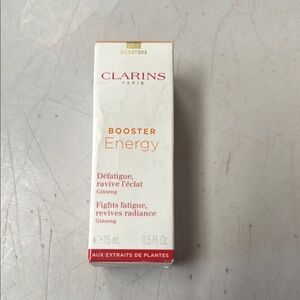 BOOSTERS
CLARINS
PARIS
BOOSTER
Energy
Défatigue,
ravive l'éclat
Ginseng
Fights fatigue,
revives radiance
Ginseng
℮ 15 mL 0.5 Fl. Oz.
AUX EXTRAITS DE PLANTES